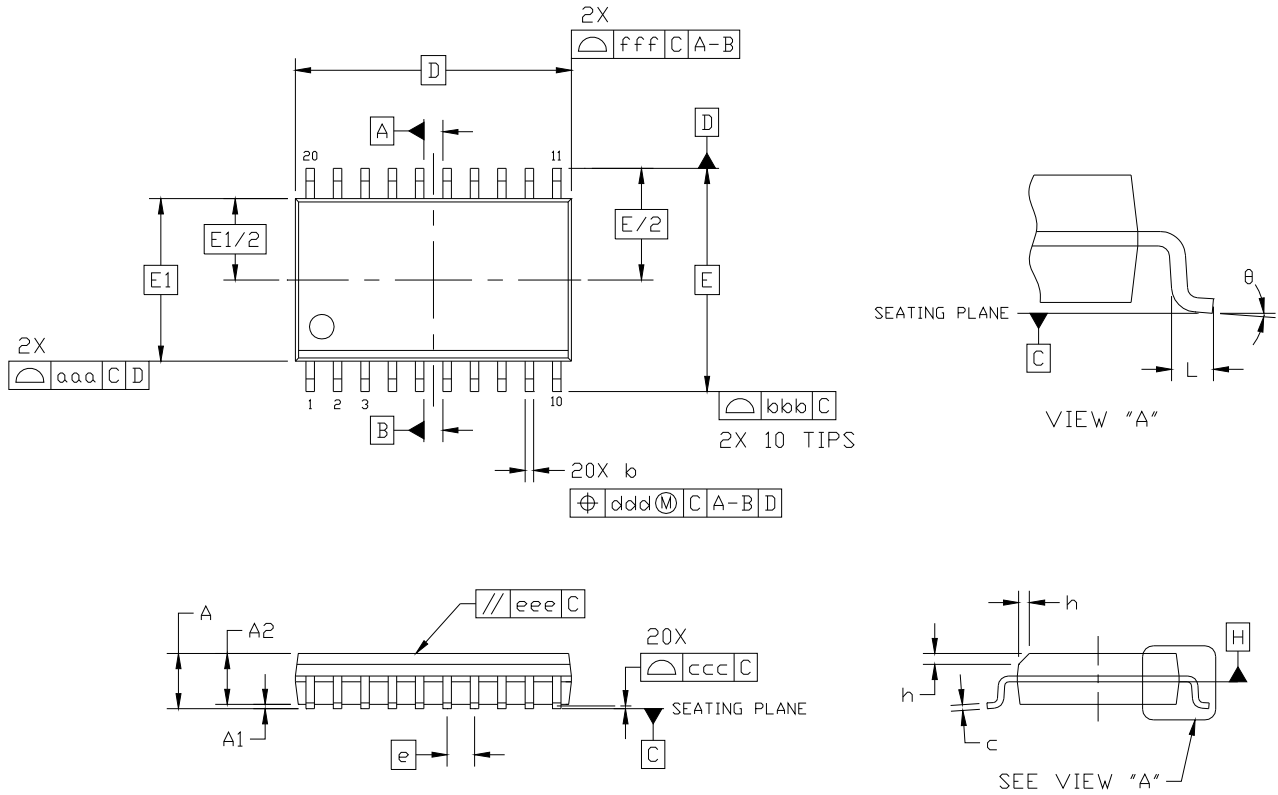 2X
fff C A-B
D
A
D
20
11
E1/2
E/2
E1
E
θ
SEATING PLANE
C
L
VIEW "A"
2X
aaa C D
1 2 3
10
bbb C
2X 10 TIPS
B
20X b
ddd Ⓜ C A-B D
// eee C
A
A2
20X
ccc C
h
H
SEATING PLANE
h
A1
e
C
c
SEE VIEW "A"